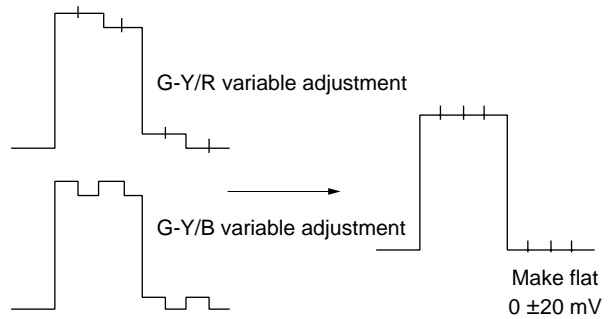 G-Y/R variable adjustment
G-Y/B variable adjustment
Make flat
0 ±20 mV